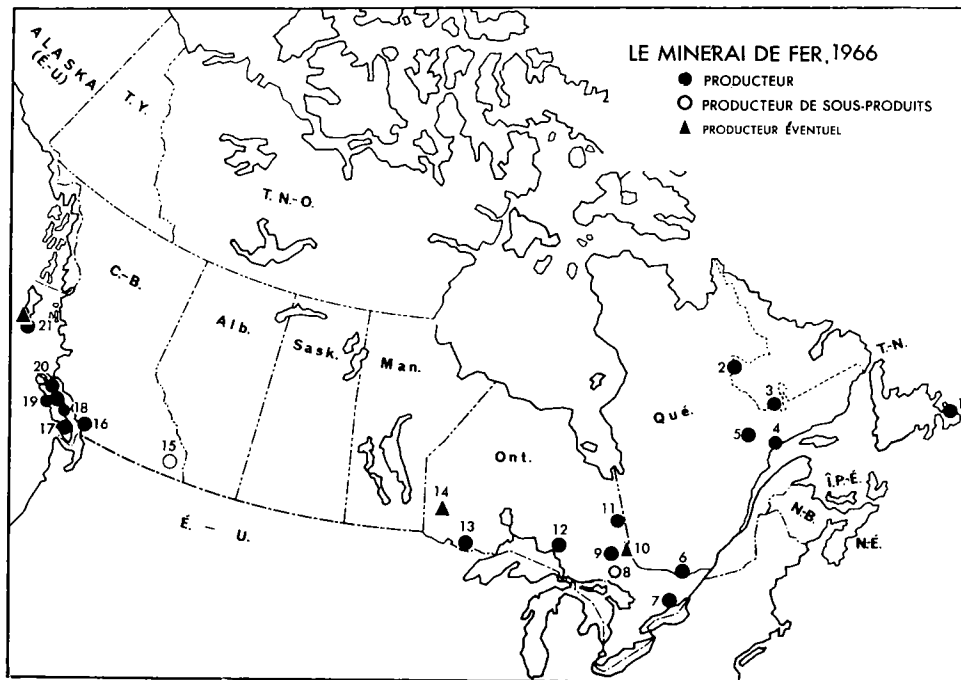 LE MINERAI DE FER, 1966
PRODUCTEUR
PRODUCTEUR DE SOUS-PRODUITS
PRODUCTEUR ÉVENTUEL
ALASKA
(É.-U)
T. Y.
T. N.-O.
C.-B.
Alb.
Sask.
Man.
Ont.
Qué.
T.-N.
Î.P.-É.
N.-B.
N.-É.
É. - U.
1
2
3
4
5
6
7
8
9
10
11
12
13
14
15
16
17
18
19
20
21